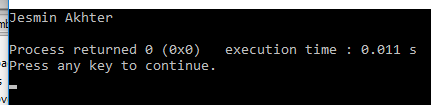 Jesmin Akhter
Process returned 0 (0x0)   execution time : 0.011 s
Press any key to continue.